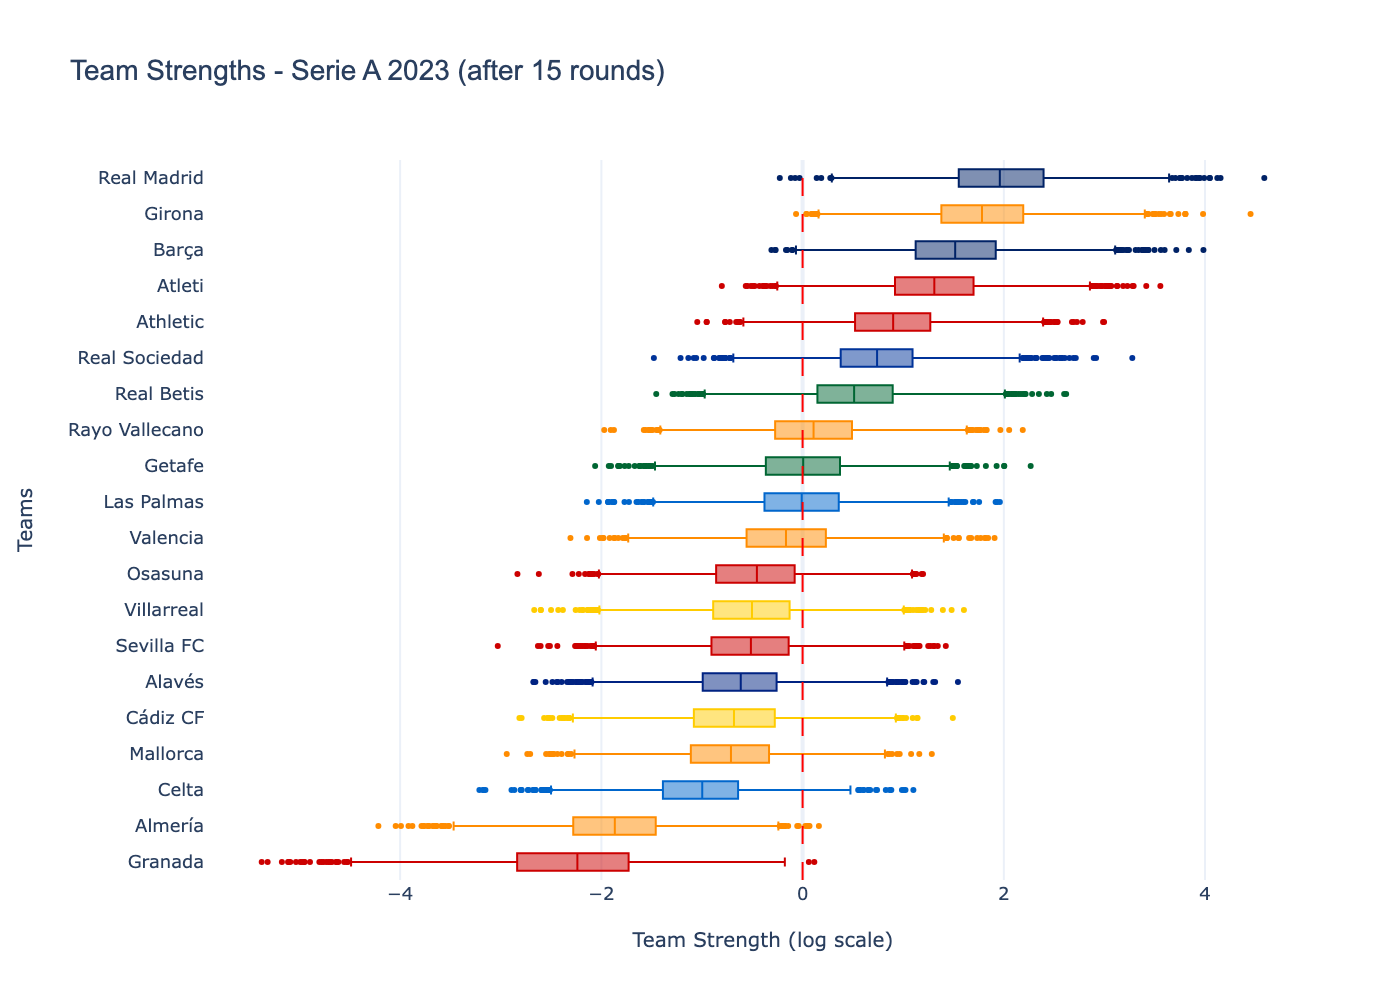 Team Strengths - Serie A 2023 (after 15 rounds)
Real Madrid
Girona
Barça
Atleti
Athletic
Real Sociedad
Real Betis
Rayo Vallecano
Getafe
Las Palmas
Valencia
Osasuna
Villarreal
Sevilla FC
Alavés
Cádiz CF
Mallorca
Celta
Almería
Granada
Teams
−4 −2 0 2 4
Team Strength (log scale)